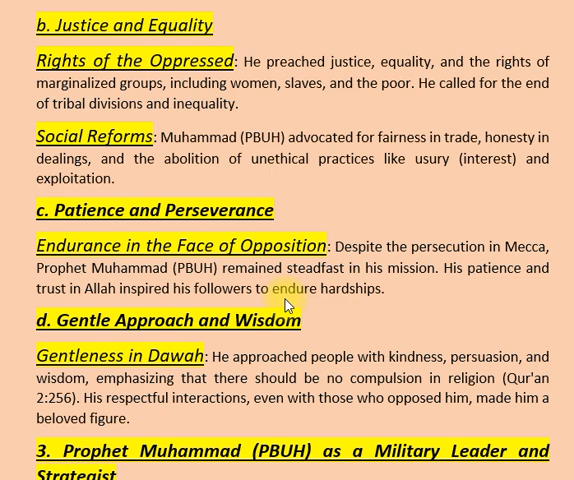 b. Justice and Equality
Rights of the Oppressed: He preached justice, equality, and the rights of
marginalized groups, including women, slaves, and the poor. He called for the end
of tribal divisions and inequality.
Social Reforms: Muhammad (PBUH) advocated for fairness in trade, honesty in
dealings, and the abolition of unethical practices like usury (interest) and
exploitation.
c. Patience and Perseverance
Endurance in the Face of Opposition: Despite the persecution in Mecca,
Prophet Muhammad (PBUH) remained steadfast in his mission. His patience and
trust in Allah inspired his followers to endure hardships.
d. Gentle Approach and Wisdom
Gentleness in Dawah: He approached people with kindness, persuasion, and
wisdom, emphasizing that there should be no compulsion in religion (Qur'an
2:256). His respectful interactions, even with those who opposed him, made him a
beloved figure.
3. Prophet Muhammad (PBUH) as a Military Leader and
Strategist